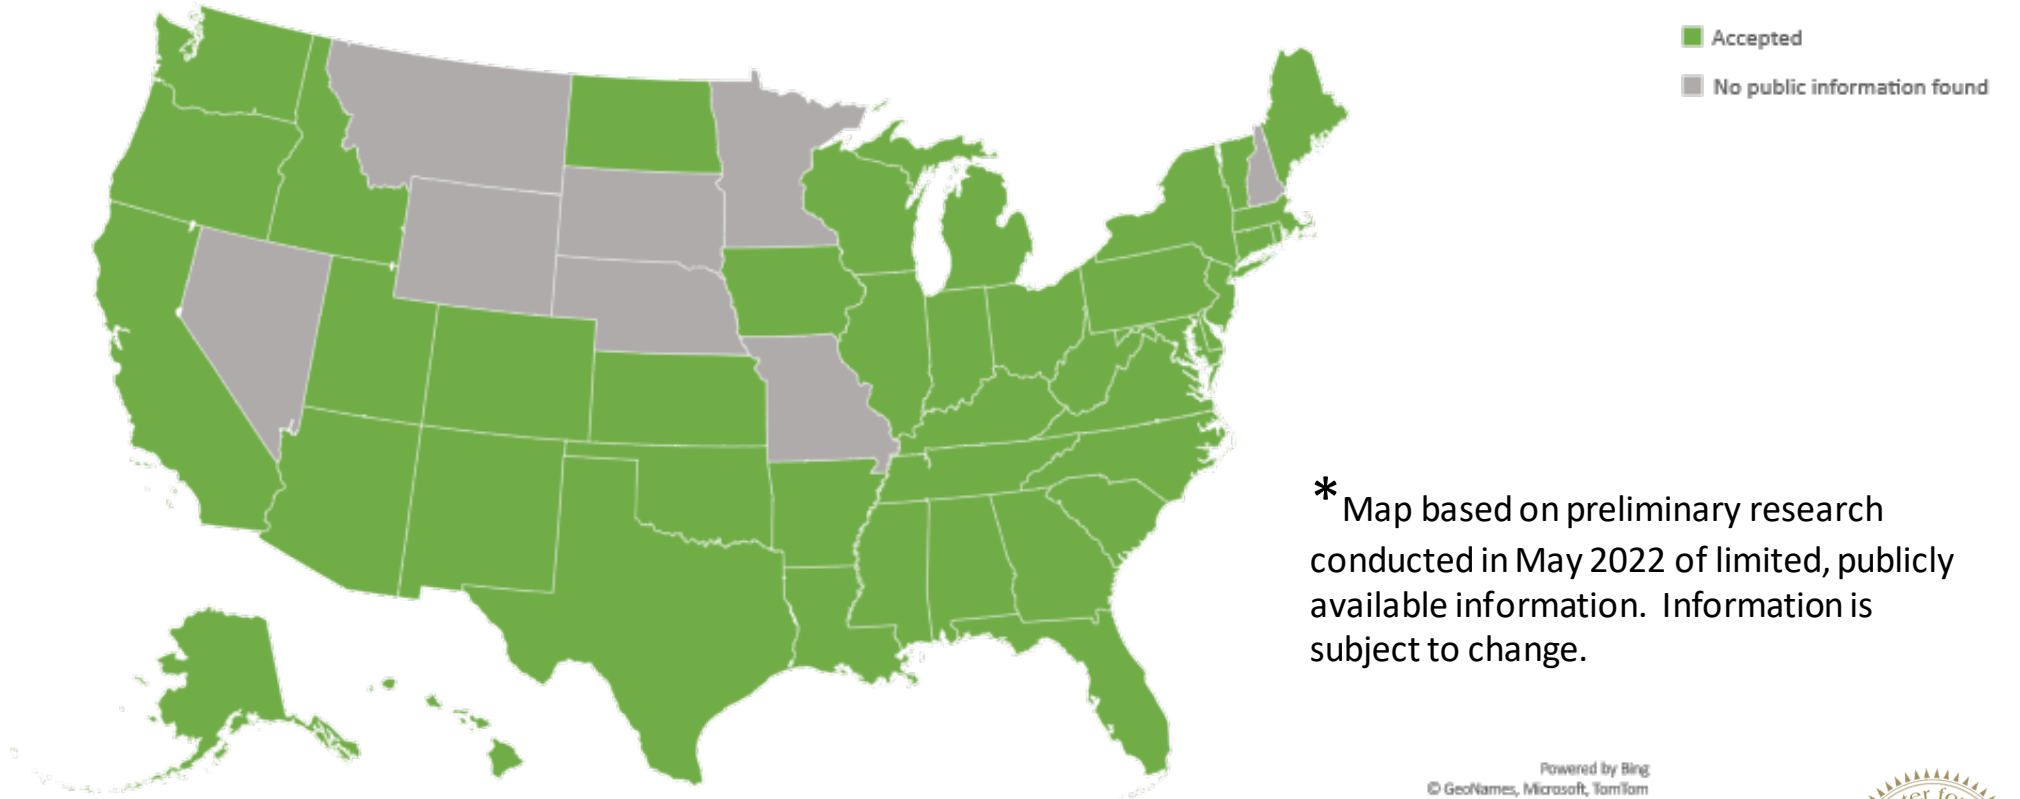 Accepted
No public information found
* Map based on preliminary research
conducted in May 2022 of limited, publicly
available information. Information is
subject to change.
Powered by Bing
© GeoNames, Microsoft, TomTom